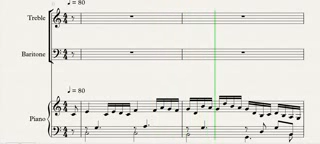 ♩ = 80
Treble
Baritone
♩ = 80
Piano